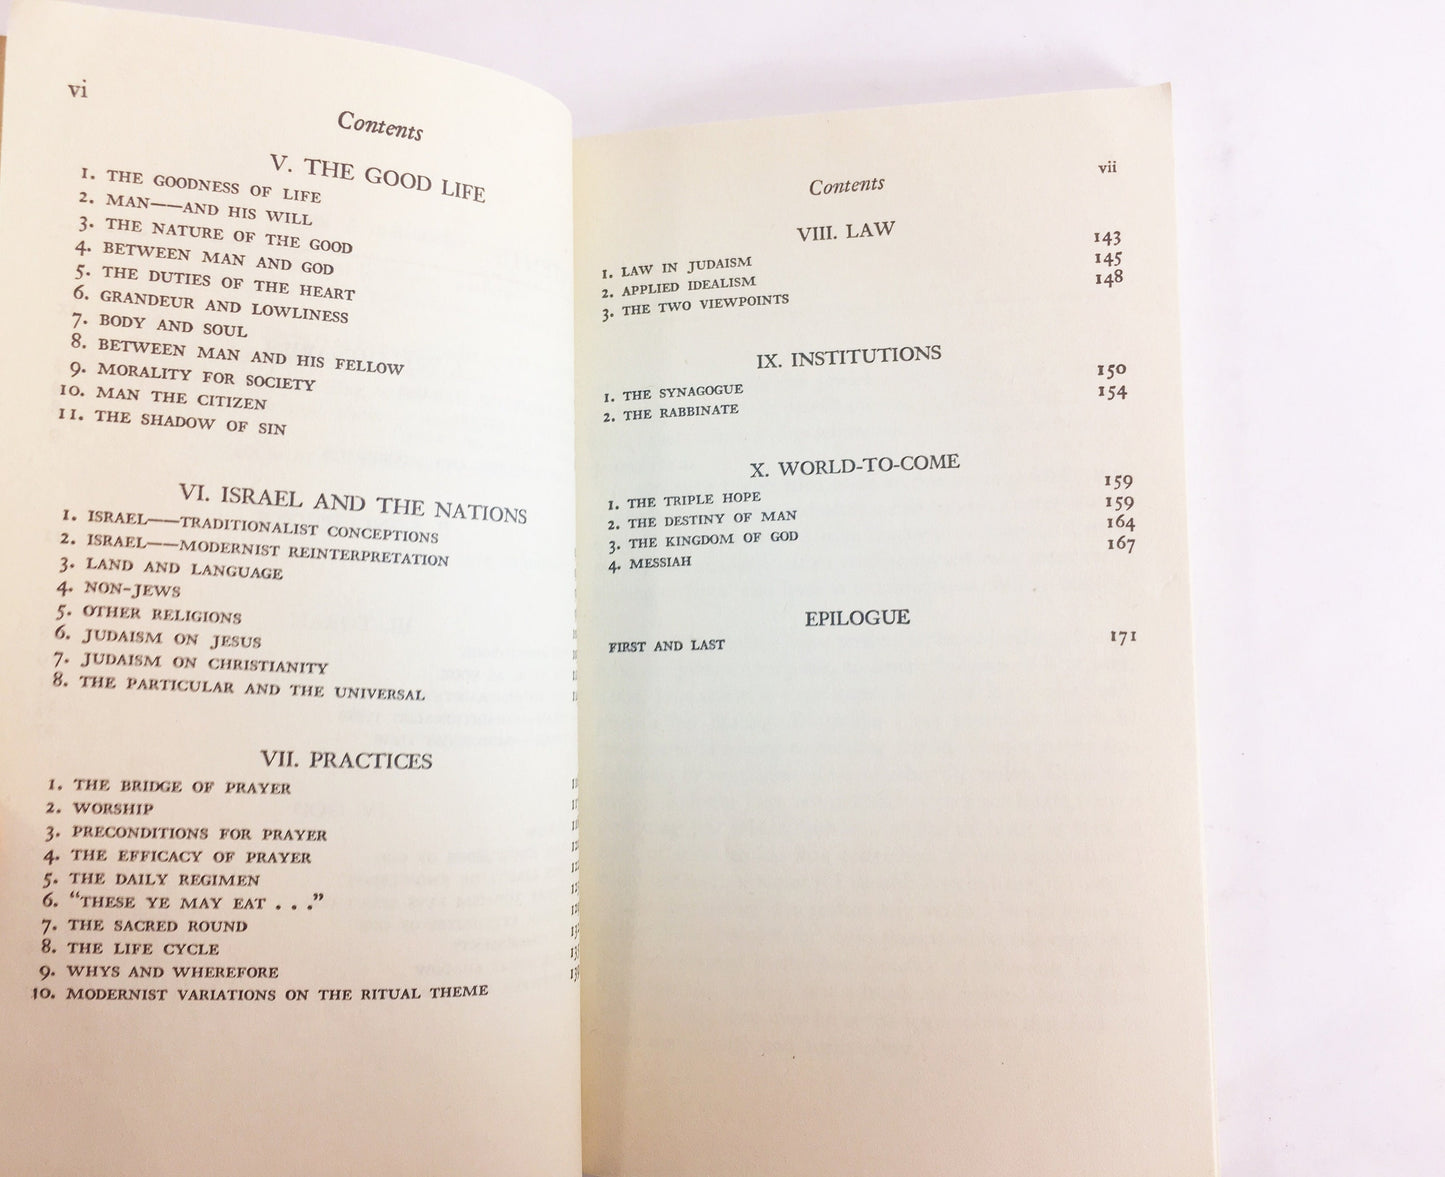 vi
Contents
V. THE GOOD LIFE
1. THE GOODNESS OF LIFE
2. MAN——AND HIS WILL
3. THE NATURE OF THE GOOD
4. BETWEEN MAN AND GOD
5. THE DUTIES OF THE HEART
6. GRANDEUR AND LOWLINESS
7. BODY AND SOUL
8. BETWEEN MAN AND HIS FELLOW
9. MORALITY FOR SOCIETY
10. MAN THE CITIZEN
11. THE SHADOW OF SIN
VI. ISRAEL AND THE NATIONS
1. ISRAEL——TRADITIONALIST CONCEPTIONS
2. ISRAEL——MODERNIST REINTERPRETATION
3. LAND AND LANGUAGE
4. NON-JEWS
5. OTHER RELIGIONS
6. JUDAISM ON JESUS
7. JUDAISM ON CHRISTIANITY
8. THE PARTICULAR AND THE UNIVERSAL
VII. PRACTICES
1. THE BRIDGE OF PRAYER
2. WORSHIP
3. PRECONDITIONS FOR PRAYER
4. THE EFFICACY OF PRAYER
5. THE DAILY REGIMEN
6. "THESE YE MAY EAT . . ."
7. THE SACRED ROUND
8. THE LIFE CYCLE
9. WHYS AND WHEREFORE
10. MODERNIST VARIATIONS ON THE RITUAL THEME
vii
Contents
VIII. LAW
1. LAW IN JUDAISM 143
2. APPLIED IDEALISM 145
3. THE TWO VIEWPOINTS 148
IX. INSTITUTIONS
1. THE SYNAGOGUE 150
2. THE RABBINATE 154
X. WORLD-TO-COME
1. THE TRIPLE HOPE 159
2. THE DESTINY OF MAN 159
3. THE KINGDOM OF GOD 164
4. MESSIAH 167
EPILOGUE
FIRST AND LAST 171